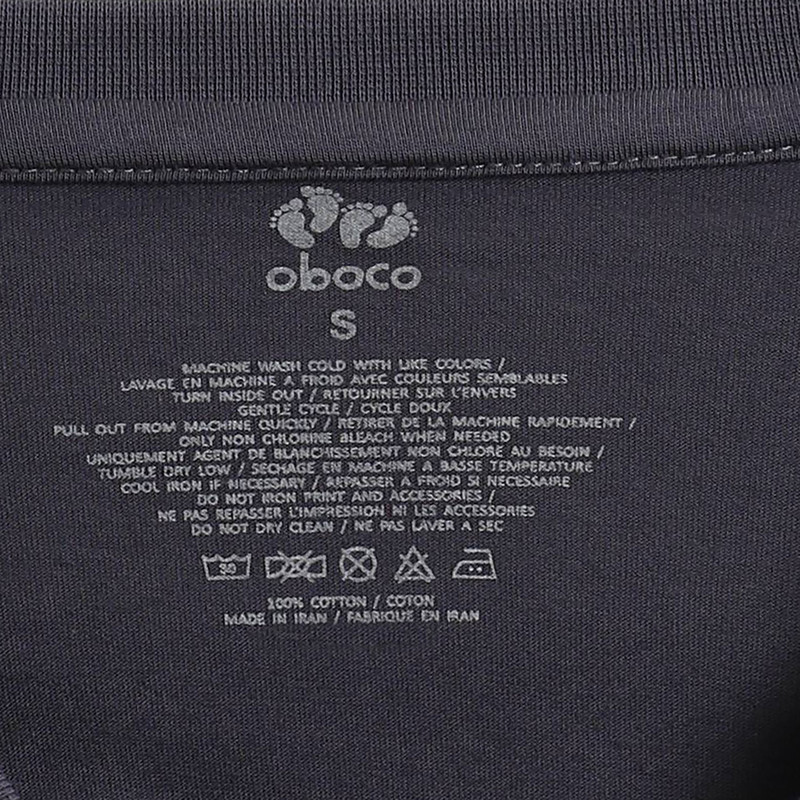 oboco
S
MACHINE WASH COLD WITH LIKE COLORS /
LAVAGE EN MACHINE A FROID AVEC COULEURS SEMBLABLES
TURN INSIDE OUT / RETOURNER SUR L'ENVERS
GENTLE CYCLE / CYCLE DOUX
PULL OUT FROM MACHINE QUICKLY / RETIRER DE LA MACHINE RAPIDEMENT /
ONLY NON CHLORINE BLEACH WHEN NEEDED
UNIQUEMENT AGENT DE BLANCHISSEMENT NON CHLORE AU BESOIN /
TUMBLE DRY LOW / SECHAGE EN MACHINE A BASSE TEMPERATURE
COOL IRON IF NECESSARY / REPASSER A FROID SI NECESSAIRE
DO NOT IRON PRINT AND ACCESSORIES /
NE PAS REPASSER L'IMPRESSION NI LES ACCESSORIES
DO NOT DRY CLEAN / NE PAS LAVER A SEC
30
100% COTTON / COTON
MADE IN IRAN / FABRIQUE EN IRAN